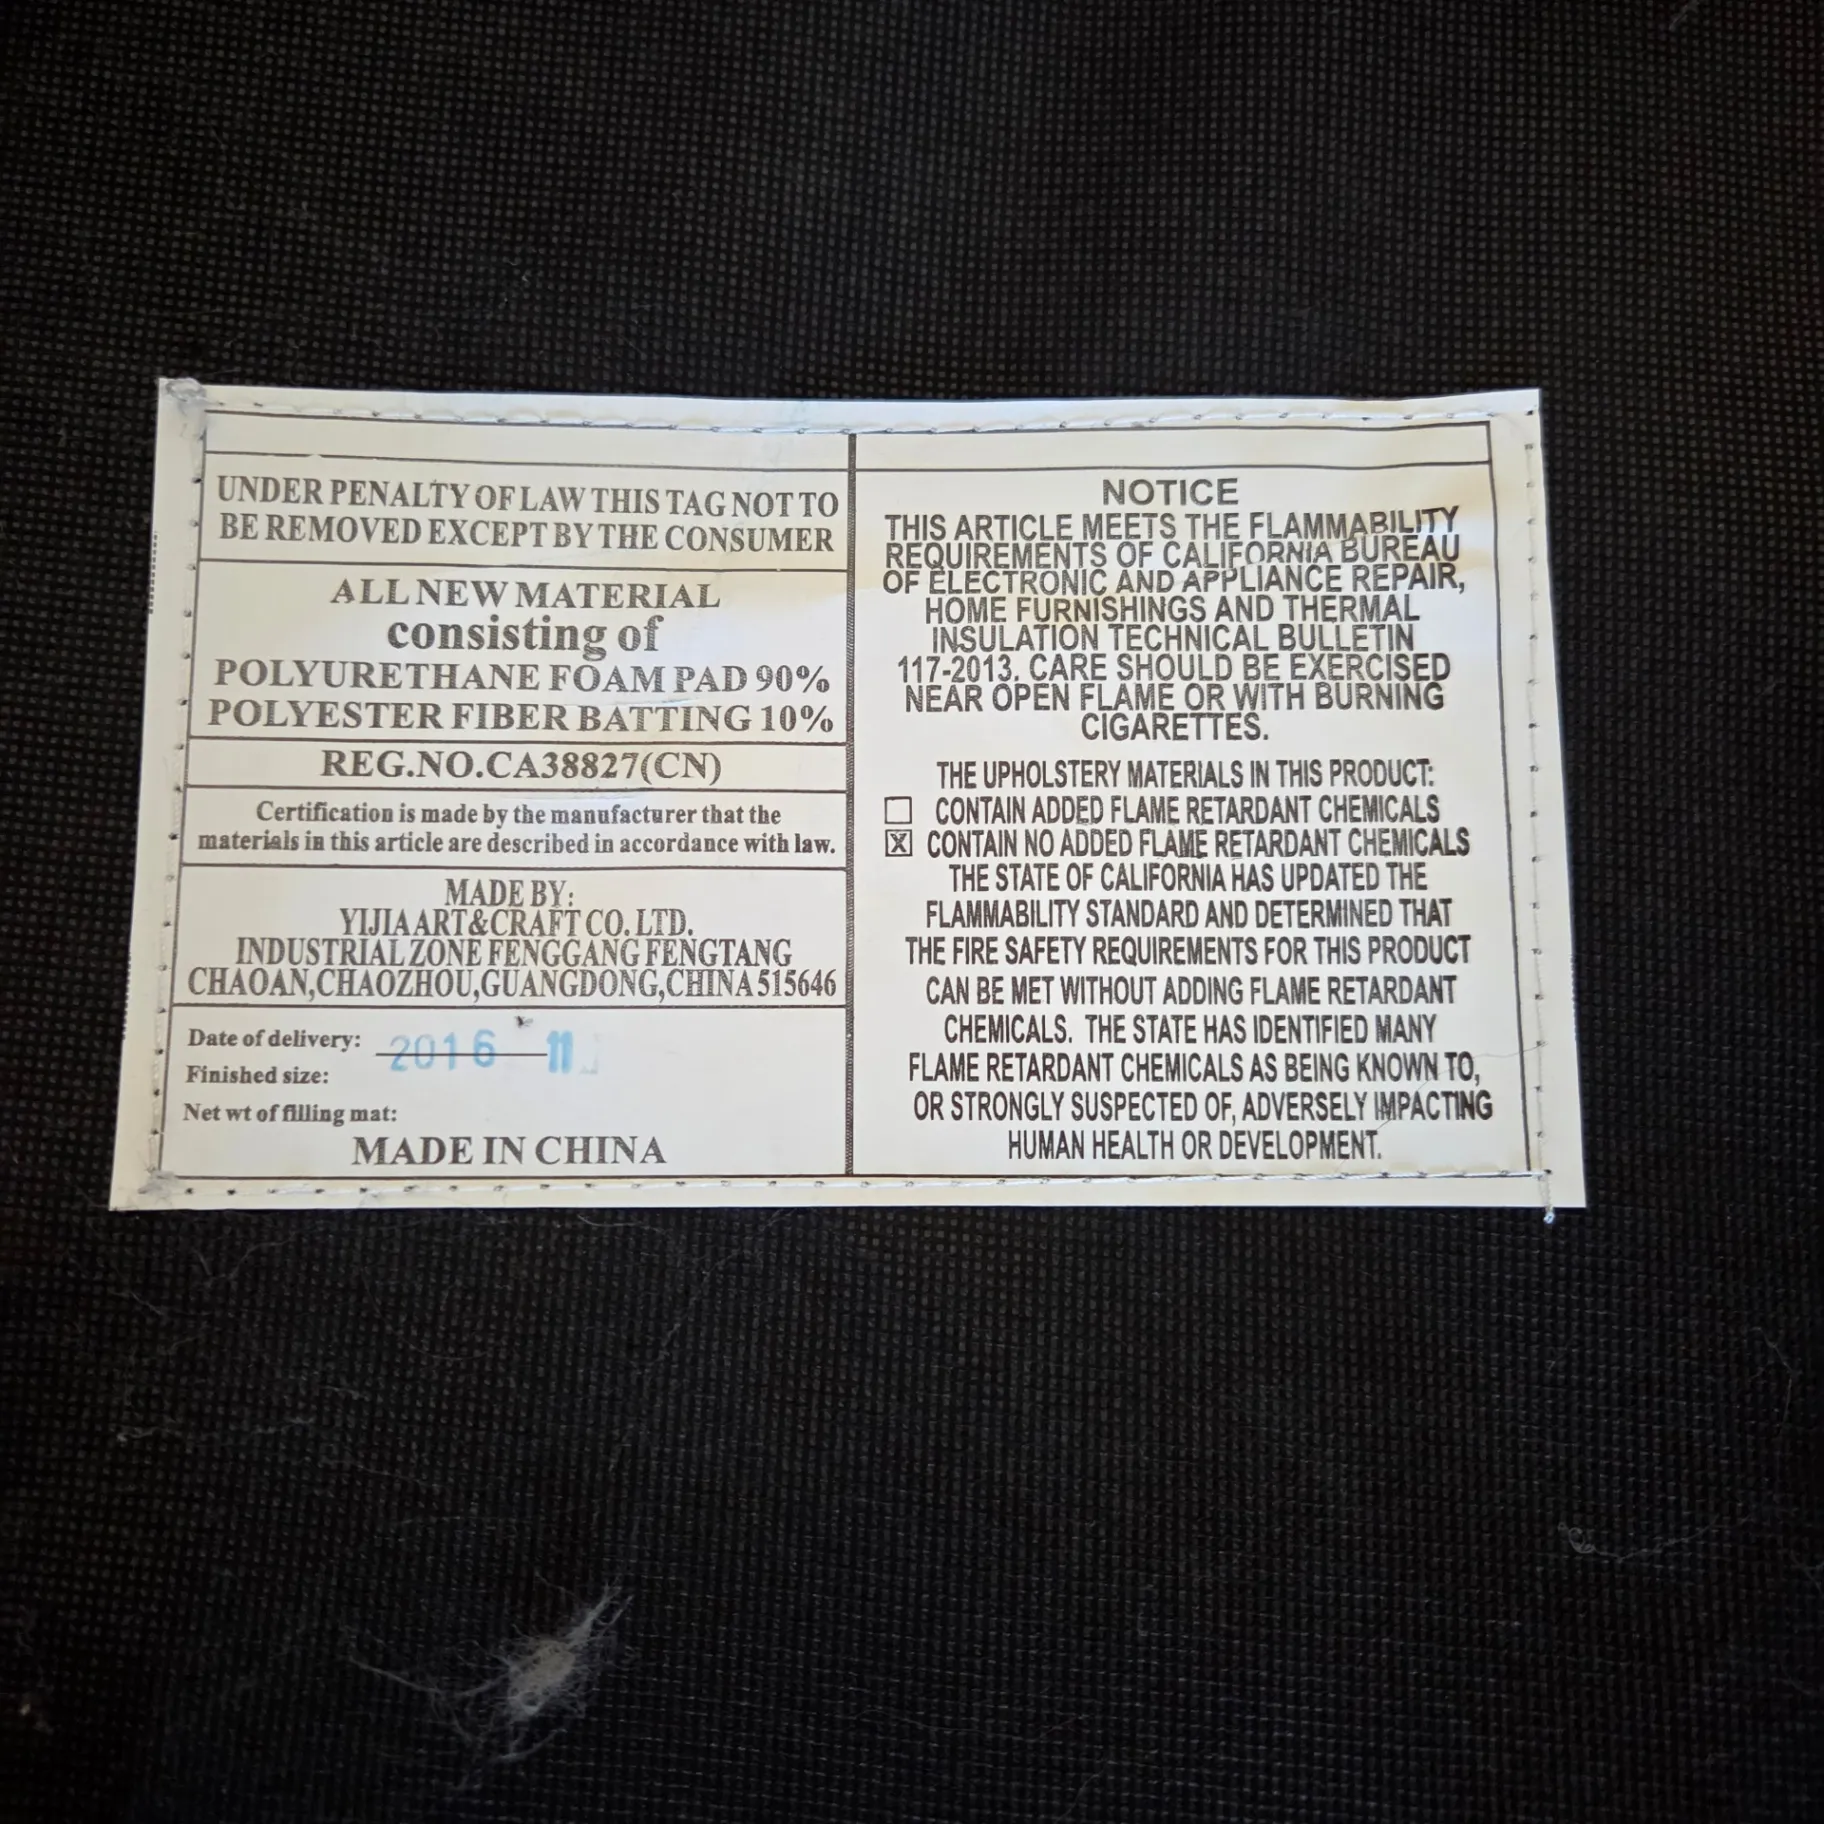 UNDER PENALTY OF LAW THIS TAG NOT TO
BE REMOVED EXCEPT BY THE CONSUMER
ALL NEW MATERIAL
consisting of
POLYURETHANE FOAM PAD 90%
POLYESTER FIBER BATTING 10%
REG.NO.CA38827(CN)
Certification is made by the manufacturer that the
materials in this article are described in accordance with law.
MADE BY:
YIJIA ART&CRAFT CO. LTD.
INDUSTRIAL ZONE FENGGANG FENGTANG
CHAOAN,CHAOZHOU,GUANGDONG,CHINA 515646
Date of delivery: 2016 11
Finished size:
Net wt of filling mat:
MADE IN CHINA
NOTICE
THIS ARTICLE MEETS THE FLAMMABILITY
REQUIREMENTS OF CALIFORNIA BUREAU
OF ELECTRONIC AND APPLIANCE REPAIR,
HOME FURNISHINGS AND THERMAL
INSULATION TECHNICAL BULLETIN
117-2013. CARE SHOULD BE EXERCISED
NEAR OPEN FLAME OR WITH BURNING
CIGARETTES.
THE UPHOLSTERY MATERIALS IN THIS PRODUCT:
☐ CONTAIN ADDED FLAME RETARDANT CHEMICALS
☒ CONTAIN NO ADDED FLAME RETARDANT CHEMICALS
THE STATE OF CALIFORNIA HAS UPDATED THE
FLAMMABILITY STANDARD AND DETERMINED THAT
THE FIRE SAFETY REQUIREMENTS FOR THIS PRODUCT
CAN BE MET WITHOUT ADDING FLAME RETARDANT
CHEMICALS. THE STATE HAS IDENTIFIED MANY
FLAME RETARDANT CHEMICALS AS BEING KNOWN TO,
OR STRONGLY SUSPECTED OF, ADVERSELY IMPACTING
HUMAN HEALTH OR DEVELOPMENT.